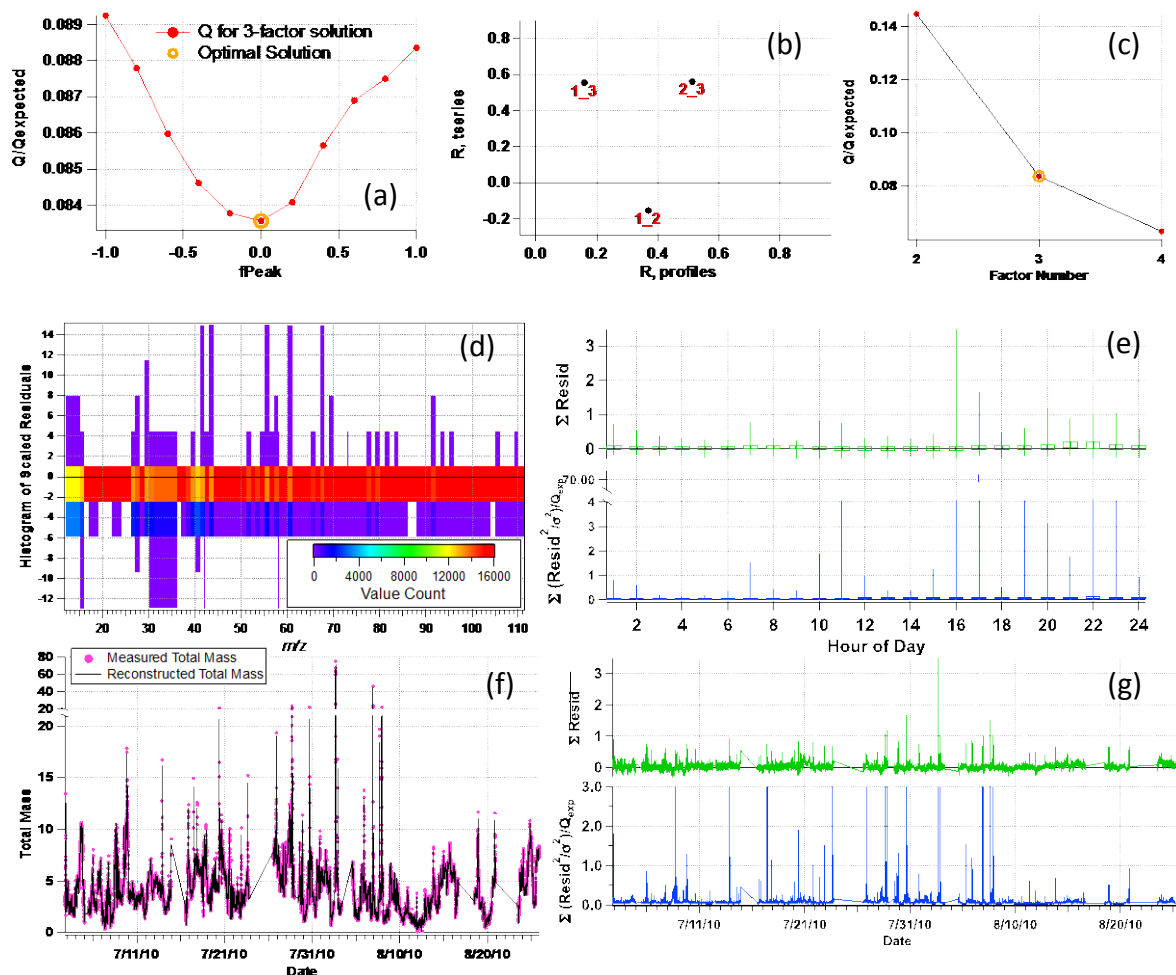 0.089
0.088
0.087
0.086
0.085
0.084
Q/Qexpected
Q for 3-factor solution
Optimal Solution
(a)
-1.0 -0.5 0.0 0.5 1.0
fPeak
0.8
0.6
0.4
0.2
0.0
-0.2
R, tseries
(b)
1_3
2_3
1_2
0.0 0.2 0.4 0.6 0.8
R, profiles
0.14
0.12
0.10
0.08
Q/Qexpected
(c)
2 3 4
Factor Number
14
12
10
8
6
4
2
0
-2
-4
-6
-8
-10
-12
Histogram of Scaled Residuals
(d)
0 4000 8000 12000 16000
Value Count
20 30 40 50 60 70 80 90 100 110
m/z
3
2
1
0
Σ Resid
(e)
70.00
4
3
2
1
0
Σ (Resid²/σ²)/Qexp
2 4 6 8 10 12 14 16 18 20 22 24
Hour of Day
80
60
40
20
20
15
10
5
0
Total Mass
Measured Total Mass
Reconstructed Total Mass
(f)
7/11/10 7/21/10 7/31/10 8/10/10 8/20/10
Date
3
2
1
0
Σ Resid
(g)
3.0
2.0
1.0
0.0
Σ (Resid²/σ²)/Qexp
7/11/10 7/21/10 7/31/10 8/10/10 8/20/10
Date